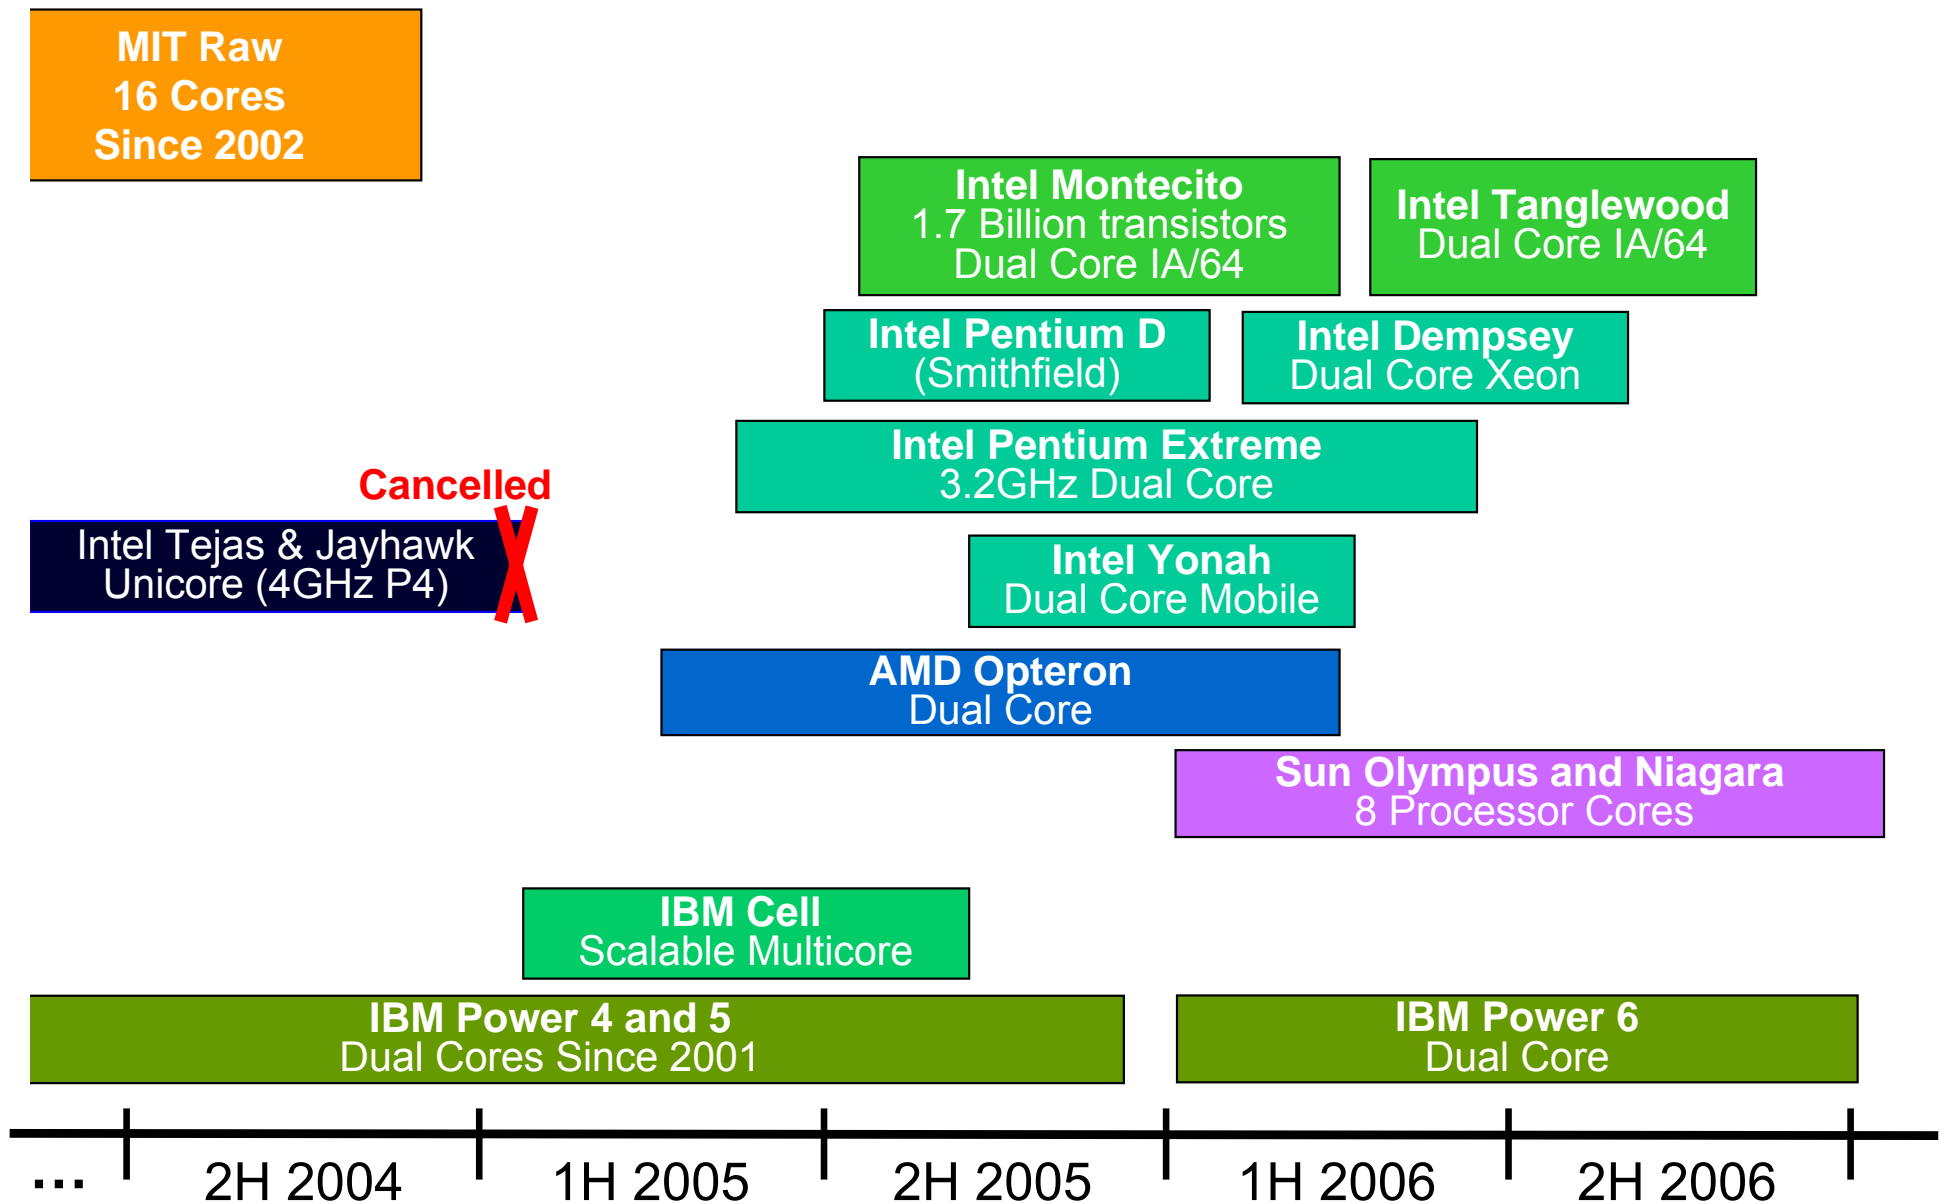 MIT Raw
16 Cores
Since 2002
Intel Montecito
1.7 Billion transistors
Dual Core IA/64
Intel Tanglewood
Dual Core IA/64
Intel Pentium D
(Smithfield)
Intel Dempsey
Dual Core Xeon
Intel Pentium Extreme
3.2GHz Dual Core
Cancelled
Intel Tejas & Jayhawk
Unicore (4GHz P4)
Intel Yonah
Dual Core Mobile
AMD Opteron
Dual Core
Sun Olympus and Niagara
8 Processor Cores
IBM Cell
Scalable Multicore
IBM Power 4 and 5
Dual Cores Since 2001
IBM Power 6
Dual Core
... 2H 2004 1H 2005 2H 2005 1H 2006 2H 2006